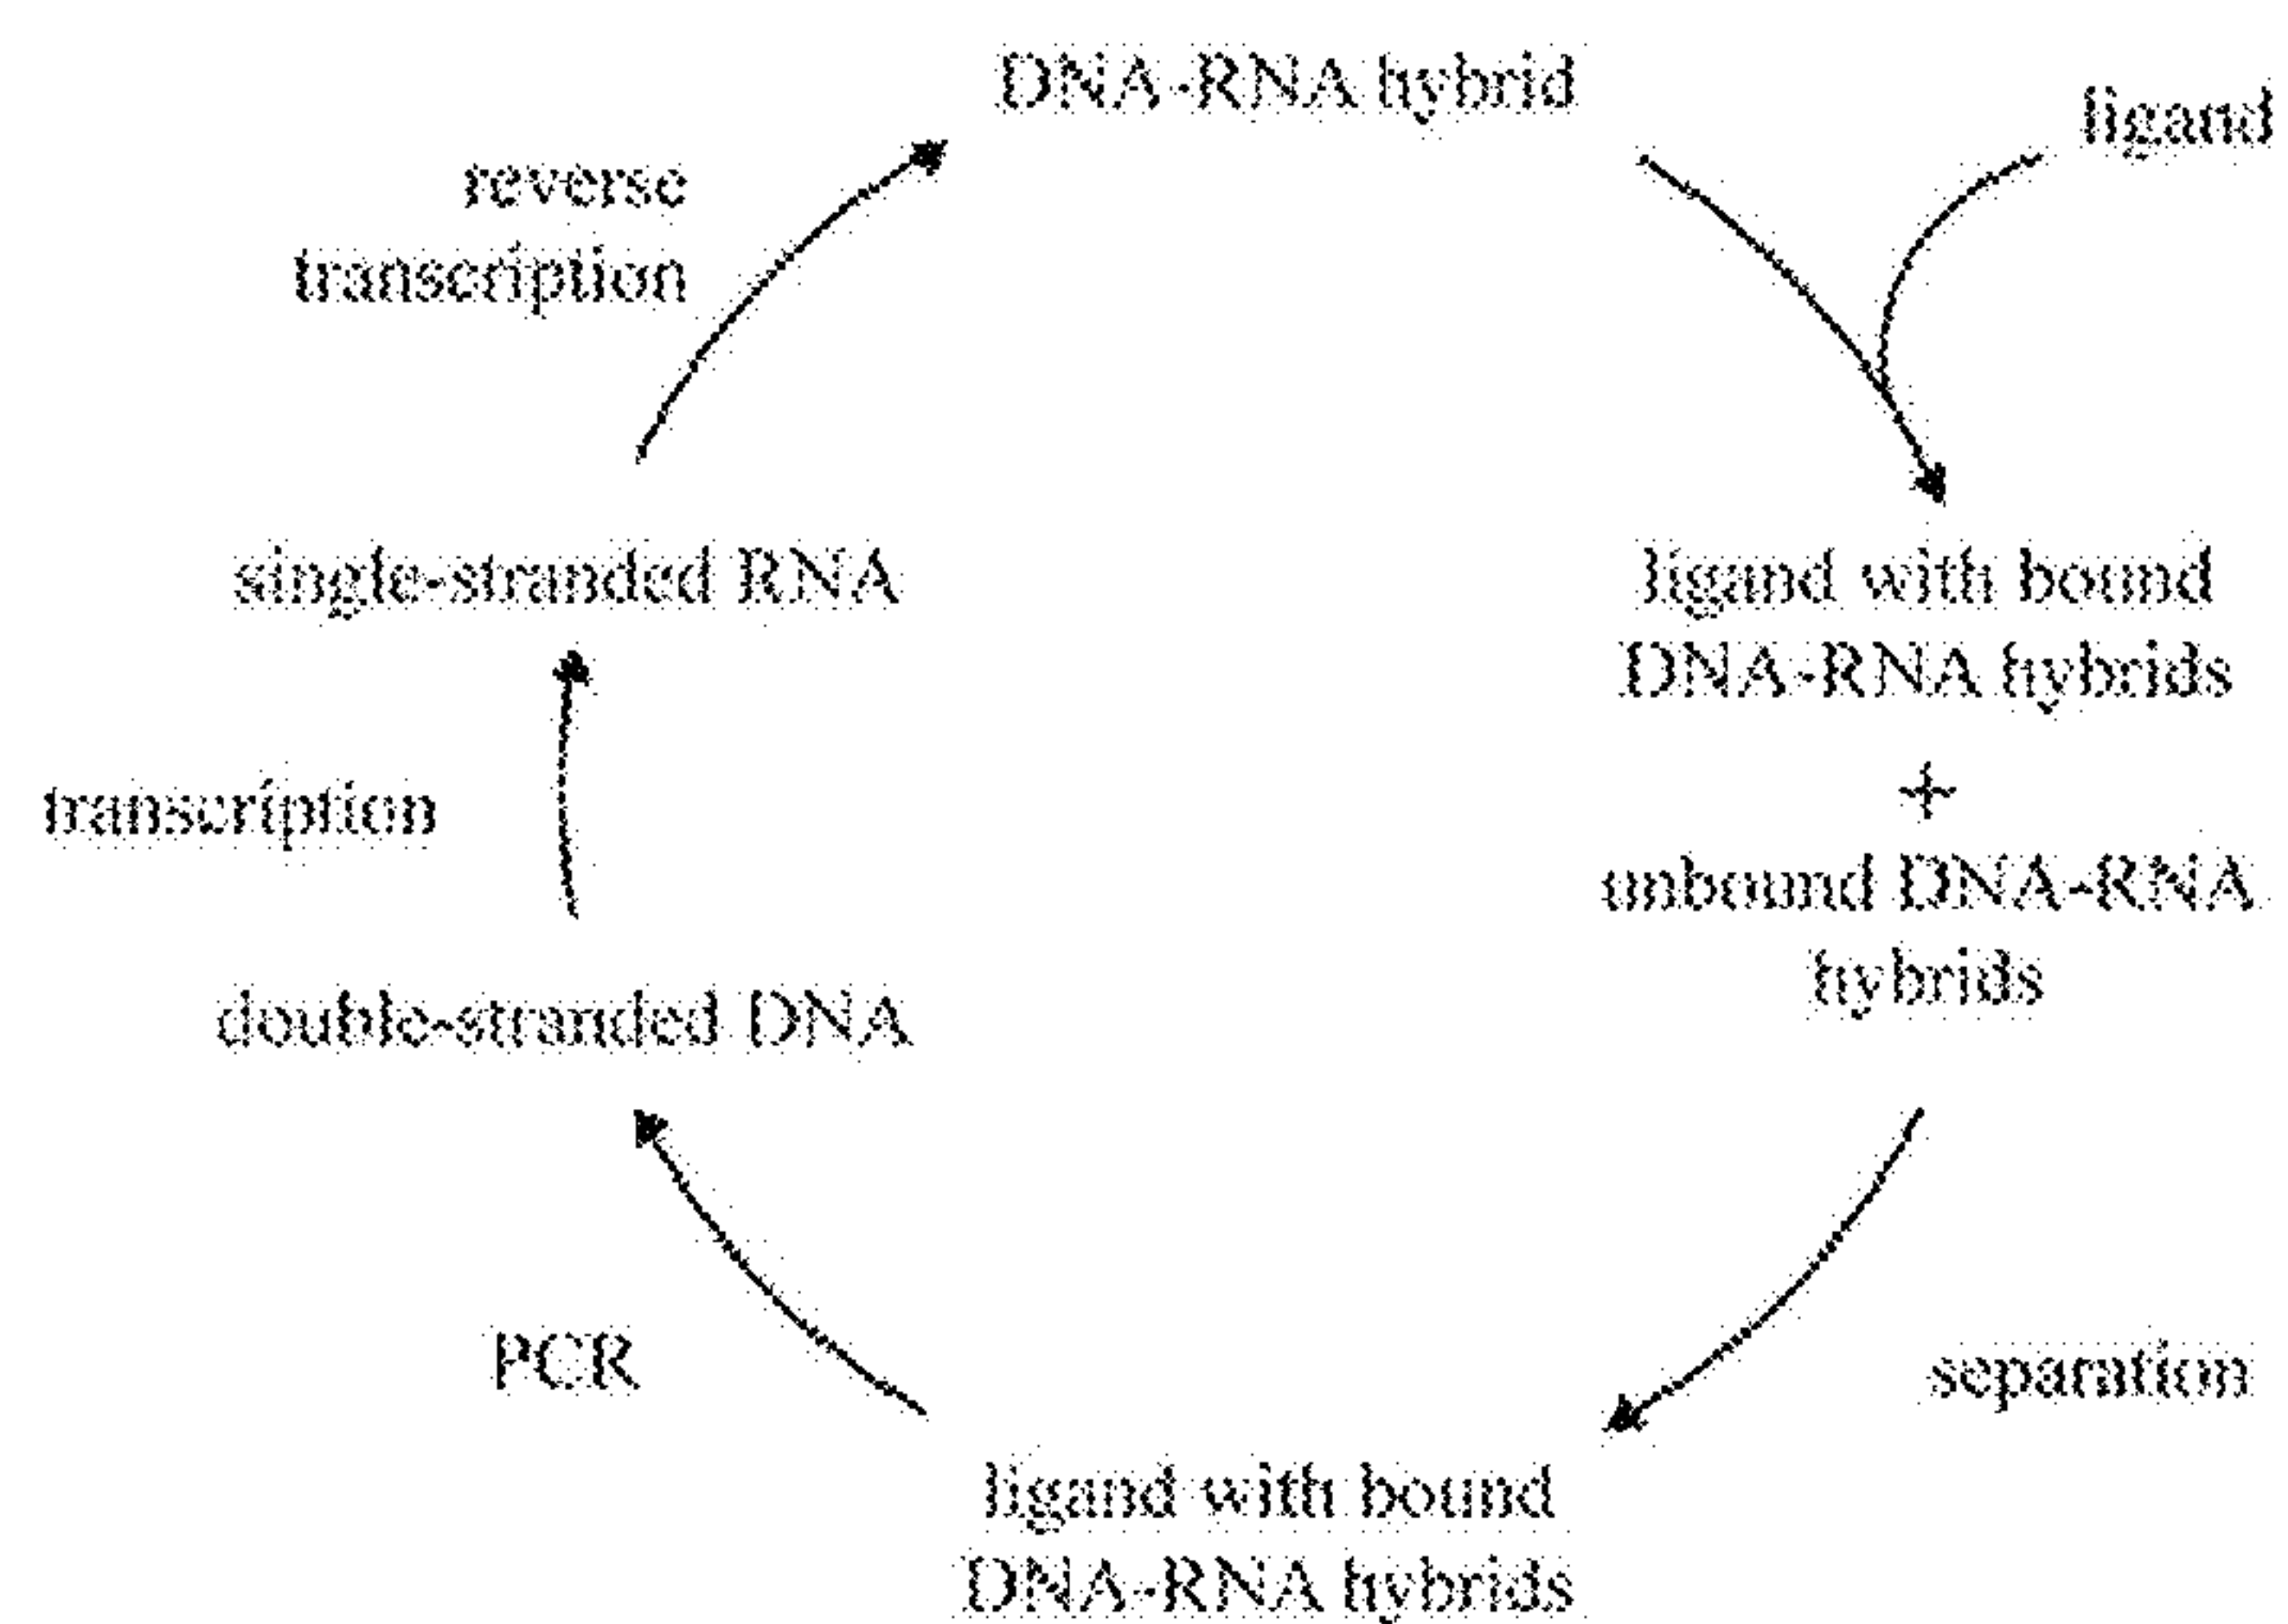 DNA-RNA hybrid
ligand
reverse
transcription
single-stranded RNA
ligand with bound
DNA-RNA hybrids
+
unbound DNA-RNA
hybrids
transcription
double-stranded DNA
PCR
separation
ligand with bound
DNA-RNA hybrids